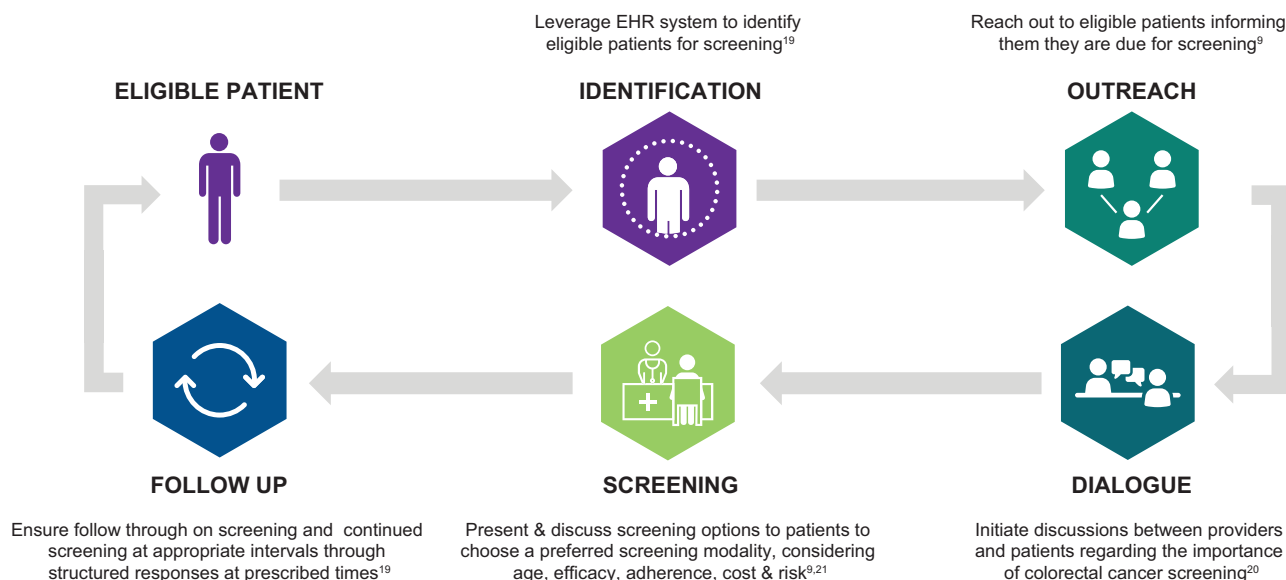 Leverage EHR system to identify
eligible patients for screening19
Reach out to eligible patients informing
them they are due for screening9
ELIGIBLE PATIENT
IDENTIFICATION
OUTREACH
FOLLOW UP
SCREENING
DIALOGUE
Ensure follow through on screening and continued
screening at appropriate intervals through
structured responses at prescribed times19
Present & discuss screening options to patients to
choose a preferred screening modality, considering
age, efficacy, adherence, cost & risk9,21
Initiate discussions between providers
and patients regarding the importance
of colorectal cancer screening20